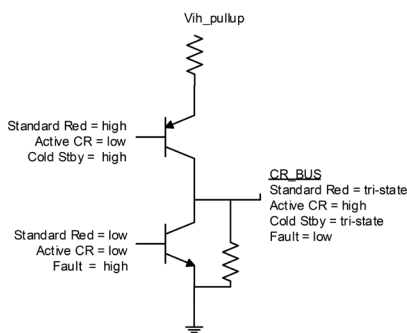 Vih_pullup
Standard Red = high
Active CR = low
Cold Stby = high
CR_BUS
Standard Red = tri-state
Active CR = high
Cold Stby = tri-state
Fault = low
Standard Red = low
Active CR = low
Fault = high